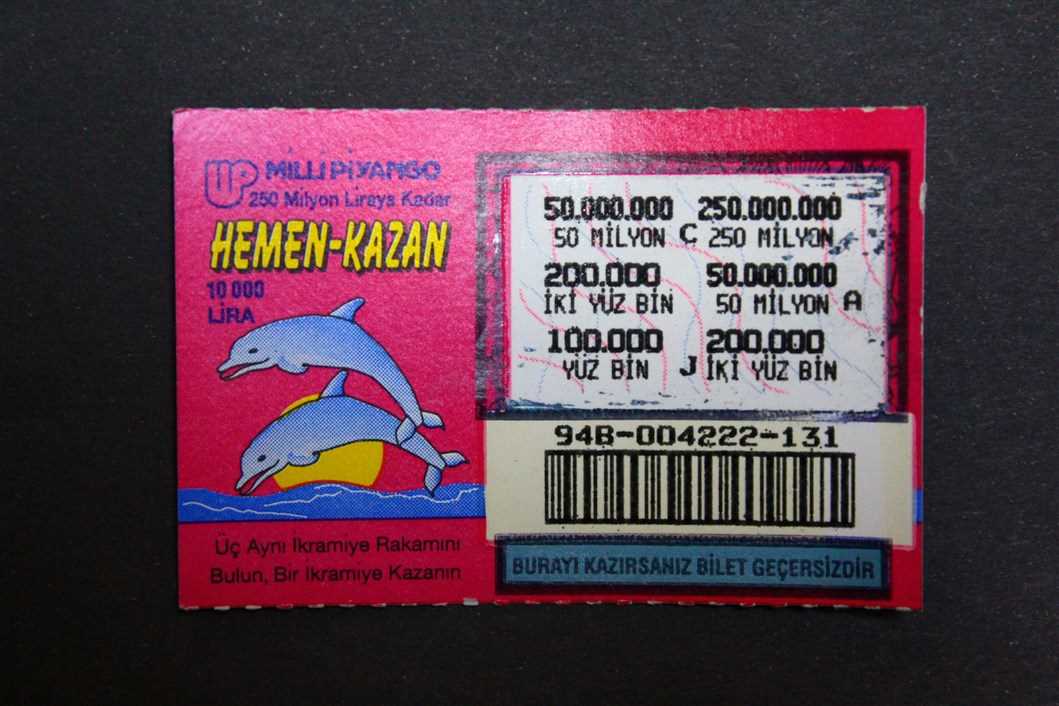 MP MİLLİ PİYANGO
250 Milyon Liraya Kadar
HEMEN-KAZAN
10 000
LİRA
Üç Aynı İkramiye Rakamını
Bulun, Bir İkramiye Kazanın
50.000.000 250.000.000
50 MİLYON C 250 MİLYON
200.000 50.000.000
İKİ YÜZ BİN 50 MİLYON A
100.000 200.000
YÜZ BİN J İKİ YÜZ BİN
94B-004222-131
BURAYI KAZIRSANIZ BİLET GEÇERSİZDİR